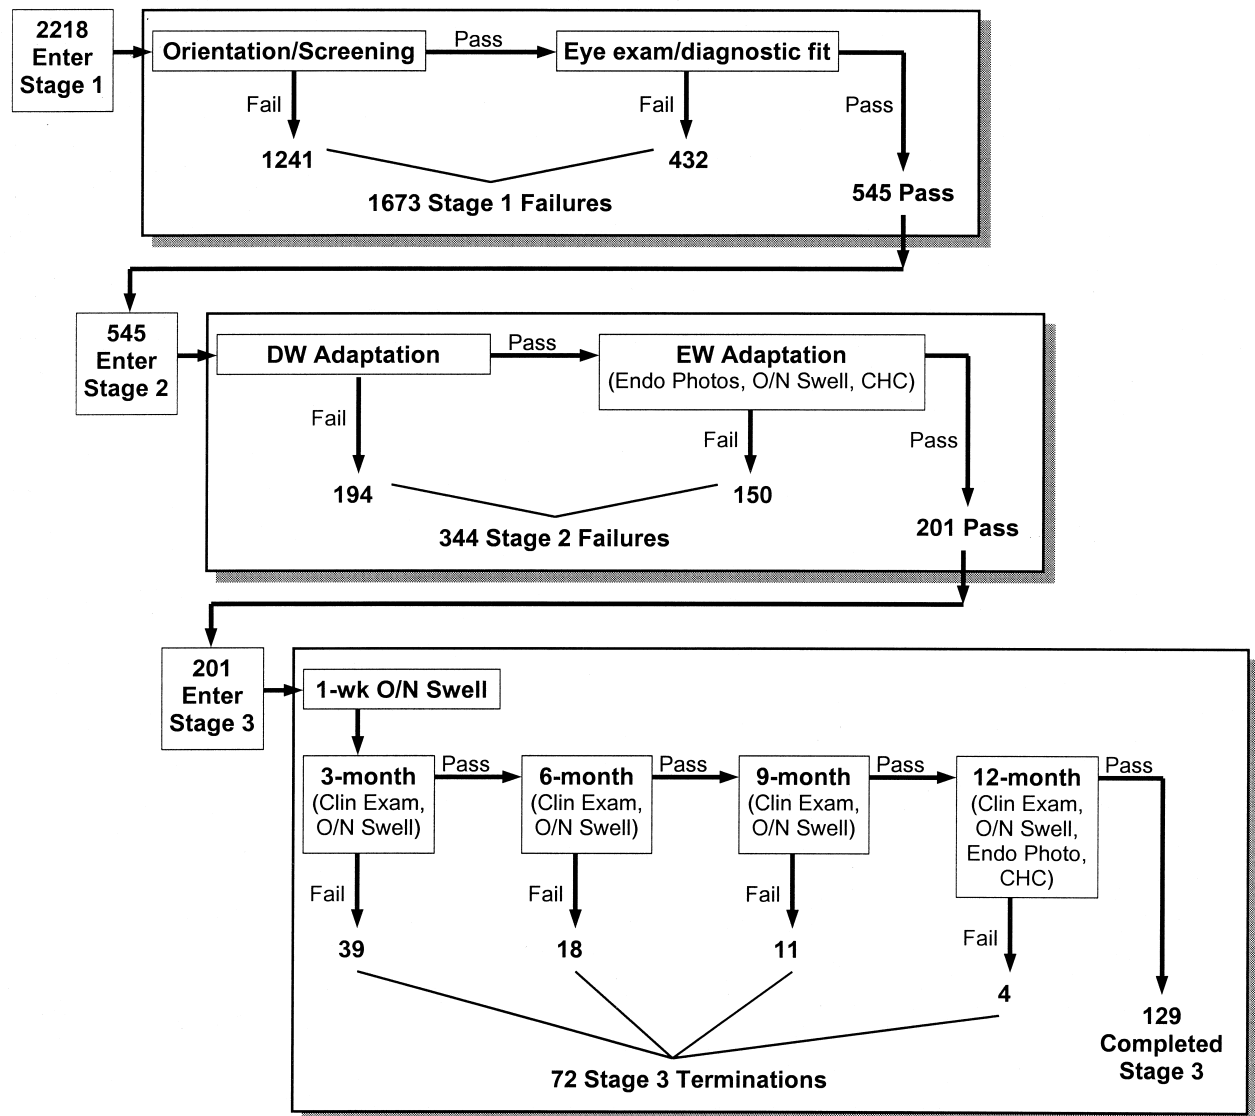 2218
Enter
Stage 1
Orientation/Screening
Pass
Eye exam/diagnostic fit
Fail
Fail
Pass
1241
432
1673 Stage 1 Failures
545 Pass
545
Enter
Stage 2
DW Adaptation
Pass
EW Adaptation
(Endo Photos, O/N Swell, CHC)
Fail
Fail
Pass
194
150
344 Stage 2 Failures
201 Pass
201
Enter
Stage 3
1-wk O/N Swell
3-month
(Clin Exam,
O/N Swell)
Pass
6-month
(Clin Exam,
O/N Swell)
Pass
9-month
(Clin Exam,
O/N Swell)
Pass
12-month
(Clin Exam,
O/N Swell,
Endo Photo,
CHC)
Pass
Fail
Fail
Fail
Fail
39
18
11
4
72 Stage 3 Terminations
129
Completed
Stage 3